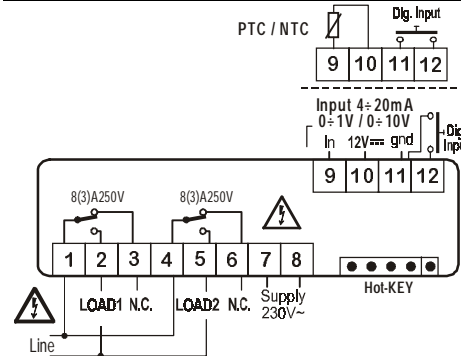 PTC / NTC
Dig. Input
9 10 11 12
Input 4÷20mA
0÷1V / 0÷10V
In 12V gnd
Dig
Inpu
9 10 11 12
8(3)A250V 8(3)A250V
1 2 3 4 5 6 7 8
LOAD1 N.C. LOAD2 N.C. Supply
230V~
Hot-KEY
Line